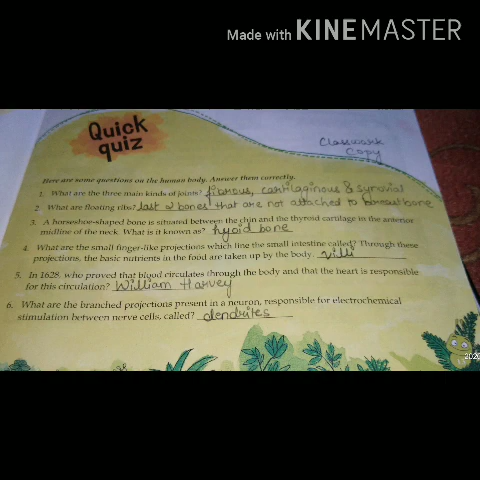 Made with KINEMASTER
Quick
quiz
Classwork
Copy
Here are some questions on the human body. Answer them correctly.
1. What are the three main kinds of joints? fibrous, cartilaginous & synovial
2. What are floating ribs? last 2 bones that are not attached to breastbone
3. A horseshoe-shaped bone is situated between the chin and the thyroid cartilage in the anterior
midline of the neck. What is it known as? hyoid bone
4. What are the small finger-like projections which line the small intestine called? Through these
projections, the basic nutrients in the food are taken up by the body. villi
5. In 1628, who proved that blood circulates through the body and that the heart is responsible
for this circulation? William Harvey
6. What are the branched projections present in a neuron, responsible for electrochemical
stimulation between nerve cells, called? dendrites
2020